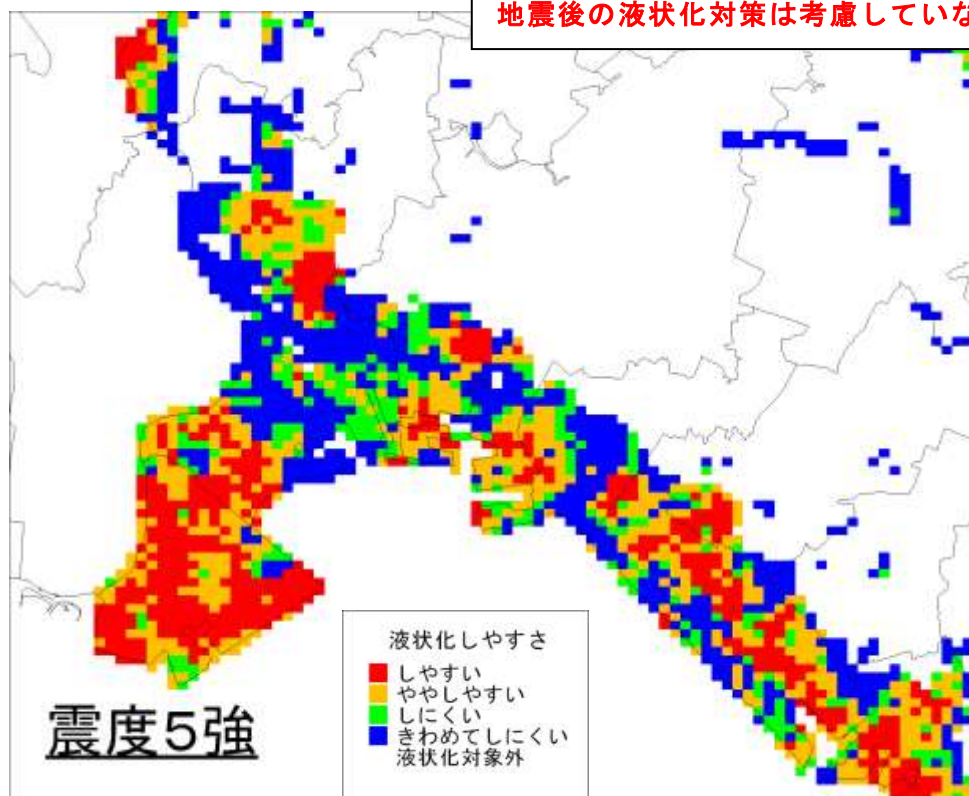 地震後の液状化対策は考慮していな
液状化しやすさ
しやすい
ややしやすい
しにくい
きわめてしにくい
液状化対象外
震度5強